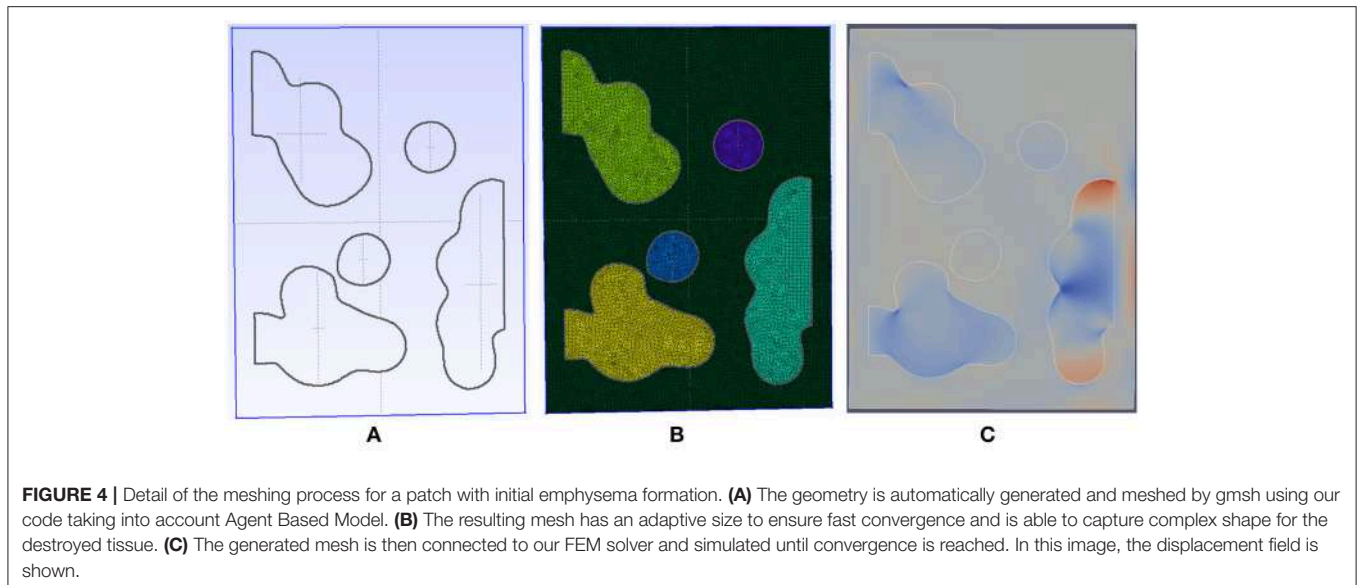 A
B
C
FIGURE 4 | Detail of the meshing process for a patch with initial emphysema formation. (A) The geometry is automatically generated and meshed by gmsh using our
code taking into account Agent Based Model. (B) The resulting mesh has an adaptive size to ensure fast convergence and is able to capture complex shape for the
destroyed tissue. (C) The generated mesh is then connected to our FEM solver and simulated until convergence is reached. In this image, the displacement field is
shown.